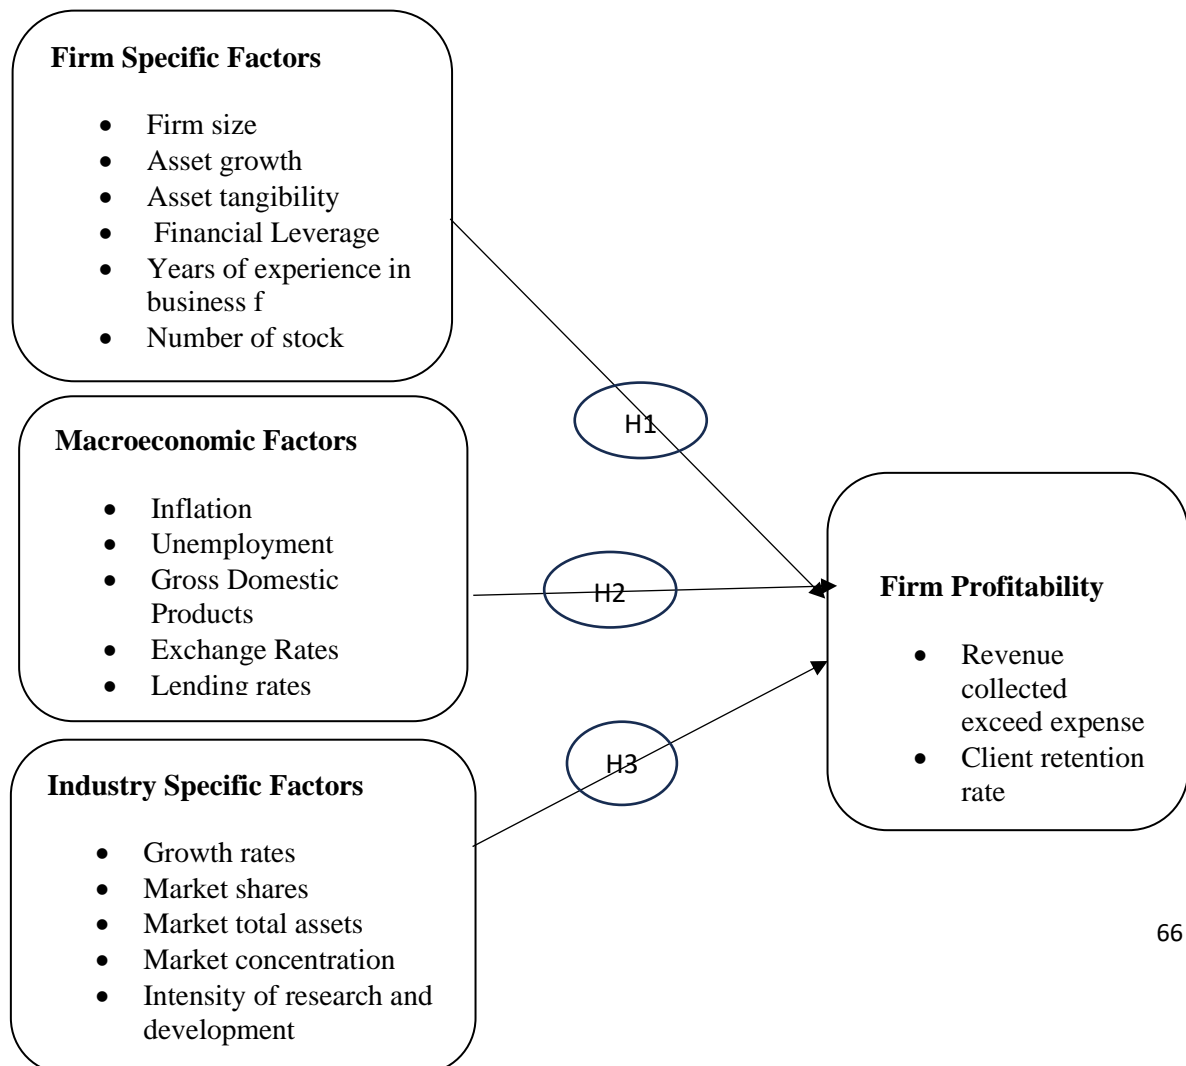 Firm Specific Factors
• Firm size
• Asset growth
• Asset tangibility
• Financial Leverage
• Years of experience in
business f
• Number of stock
H1
Macroeconomic Factors
• Inflation
• Unemployment
• Gross Domestic
Products
• Exchange Rates
• Lending rates
H2
Firm Profitability
• Revenue
collected
exceed expense
• Client retention
rate
H3
Industry Specific Factors
• Growth rates
• Market shares
• Market total assets
• Market concentration
• Intensity of research and
development
66